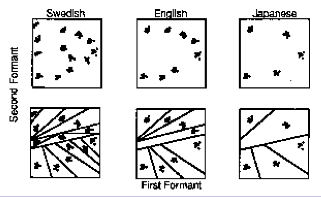 Swedish English Japanese
Second Formant
First Formant